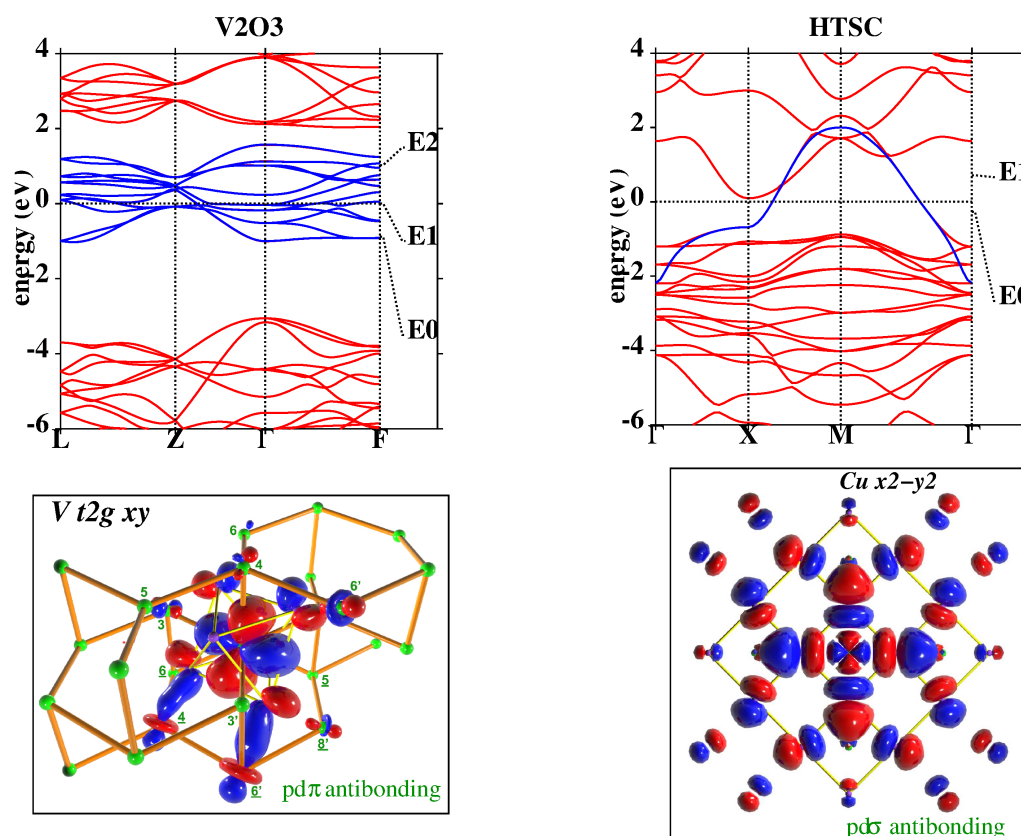 V2O3
HTSC
4
2
0
-2
-4
-6
energy (eV)
L Z Γ F
E2
E1
E0
4
2
0
-2
-4
-6
energy (eV)
Γ X M Γ
E1
E0
V t2g xy
6
4
5
3
6'
6
5
4
3'
8'
6'
pdπ antibonding
Cu x2-y2
pdσ antibonding